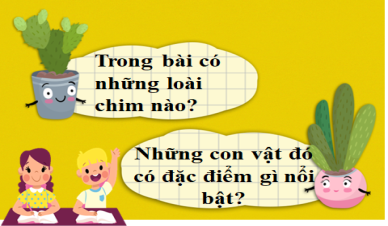 Trong bài có
những loài
chim nào?
Những con vật đó
có đặc điểm gì nổi
bật?